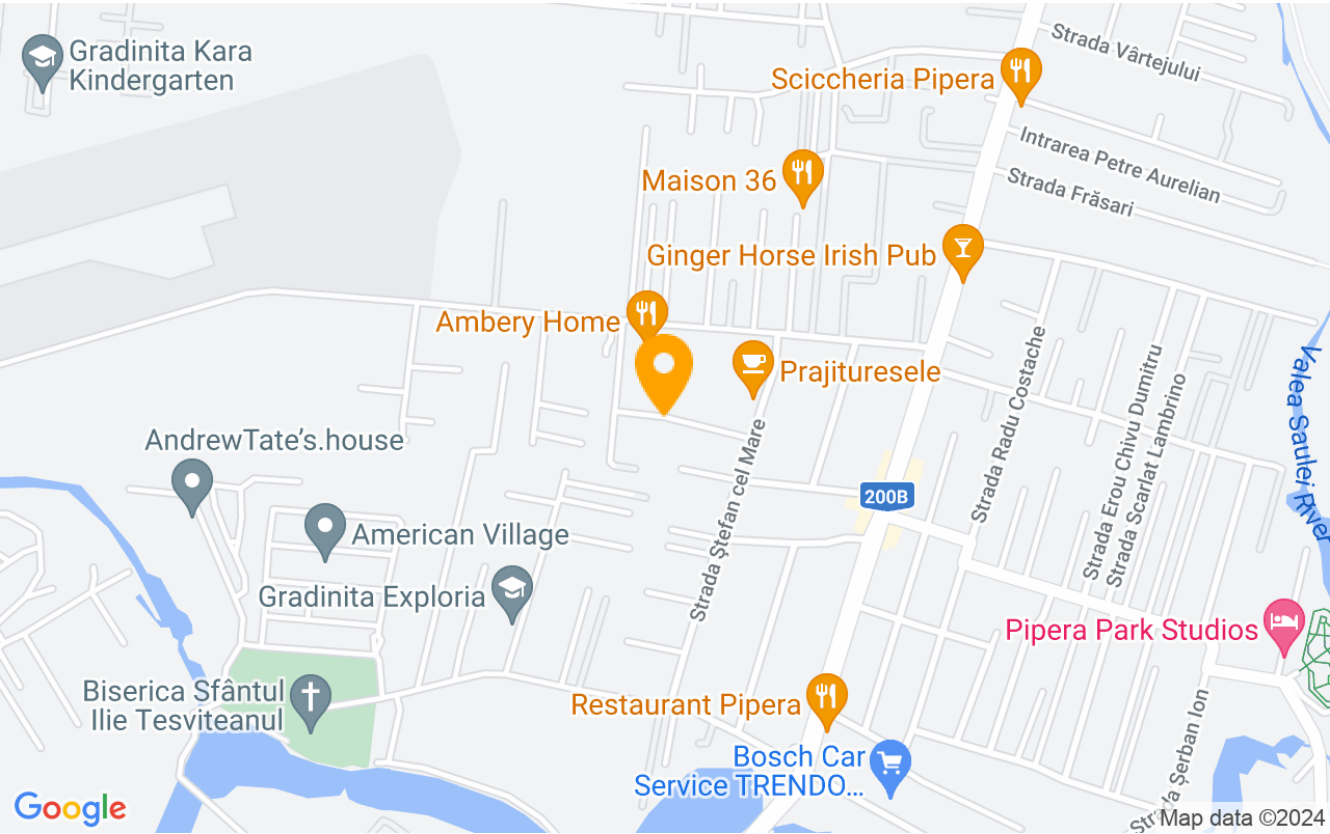 Gradinita Kara
Kindergarten
Strada Vârtejului
Sciccheria Pipera
Intrarea Petre Aurelian
Maison 36
Strada Frăsari
Ginger Horse Irish Pub
Ambery Home
Prajituresele
Strada Radu Costache
Strada Erou Chivu Dumitru
Strada Scarlat Lambrino
Valea Saulei River
AndrewTate's.house
Strada Ștefan cel Mare
200B
American Village
Gradinita Exploria
Pipera Park Studios
Biserica Sfântul
Ilie Tesviteanul
Restaurant Pipera
Strada Șerban Ion
Bosch Car
Service TRENDO...
Google
Map data ©2024